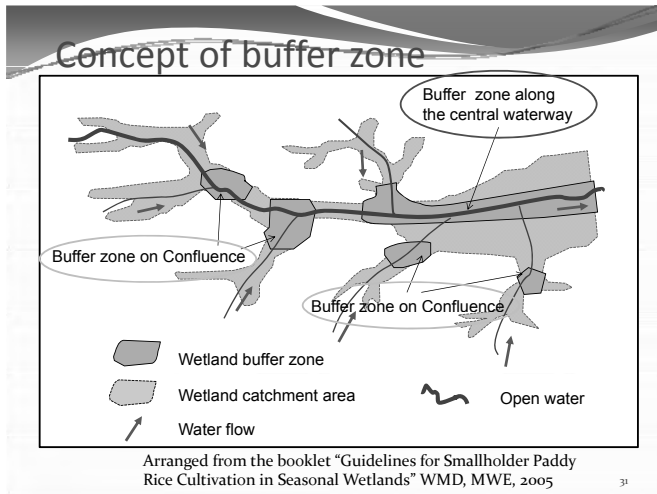 Concept of buffer zone
Buffer zone along
the central waterway
Buffer zone on Confluence
Buffer zone on Confluence
Wetland buffer zone
Wetland catchment area
Open water
Water flow
Arranged from the booklet “Guidelines for Smallholder Paddy
Rice Cultivation in Seasonal Wetlands” WMD, MWE, 2005
31